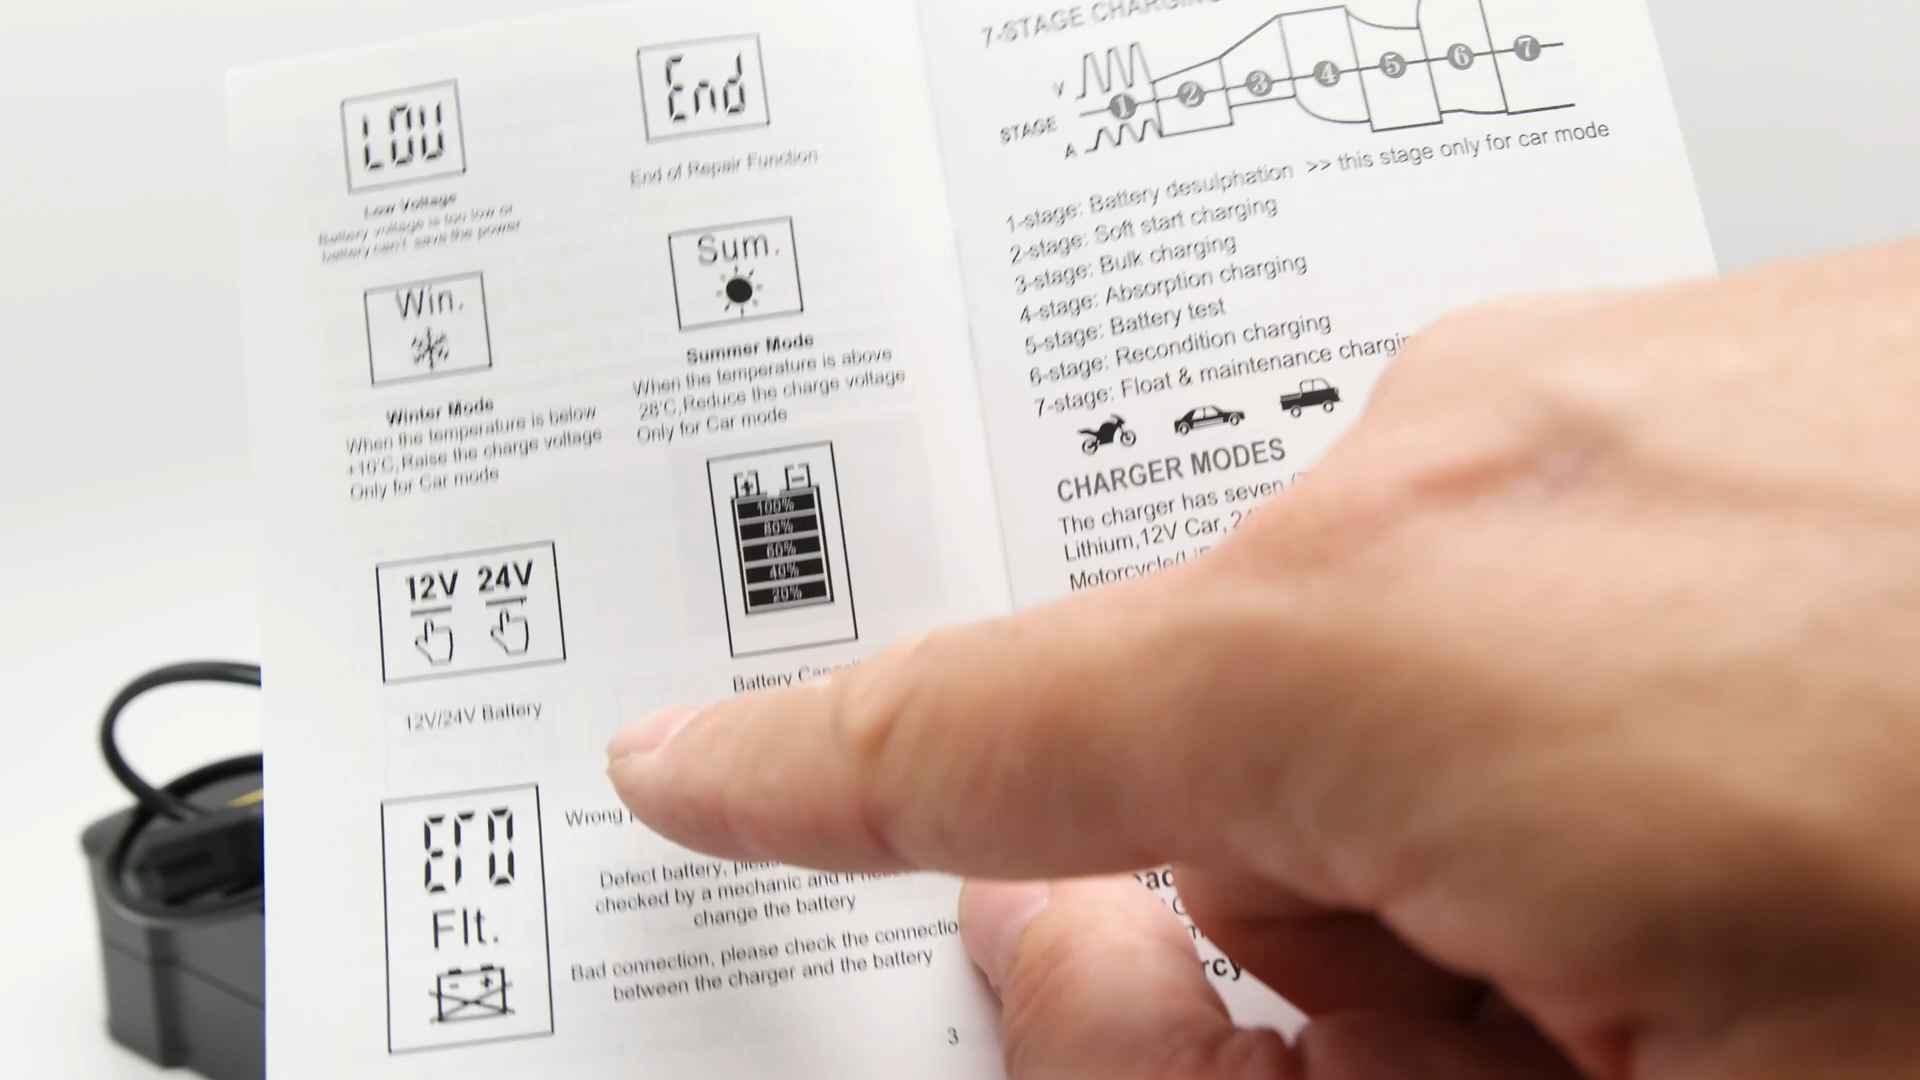 LOU
Low Voltage
Battery voltage is too low or
battery can't save the power
End
End of Repair Function
Win.
Winter Mode
When the temperature is below
+10'C,Raise the charge voltage
Only for Car mode
Sum.
Summer Mode
When the temperature is above
28'C,Reduce the charge voltage
Only for Car mode
12V 24V
12V/24V Battery
+ -
100%
80%
60%
40%
20%
Battery
Er0
Flt.
- +
Wrong
Defect battery,
checked by a mechanic and if
change the battery
Bad connection, please check the
between the charger and the battery
3
7-STAGE CHARGING
V
STAGE
A
1 2 3 4 5 6 7
1-stage: Battery desulphation >> this stage only for car mode
2-stage: Soft start charging
3-stage: Bulk charging
4-stage: Absorption charging
5-stage: Battery test
6-stage: Recondition charging
7-stage: Float & maintenance
CHARGER MODES
The charger has seven
Lithium,12V Car,